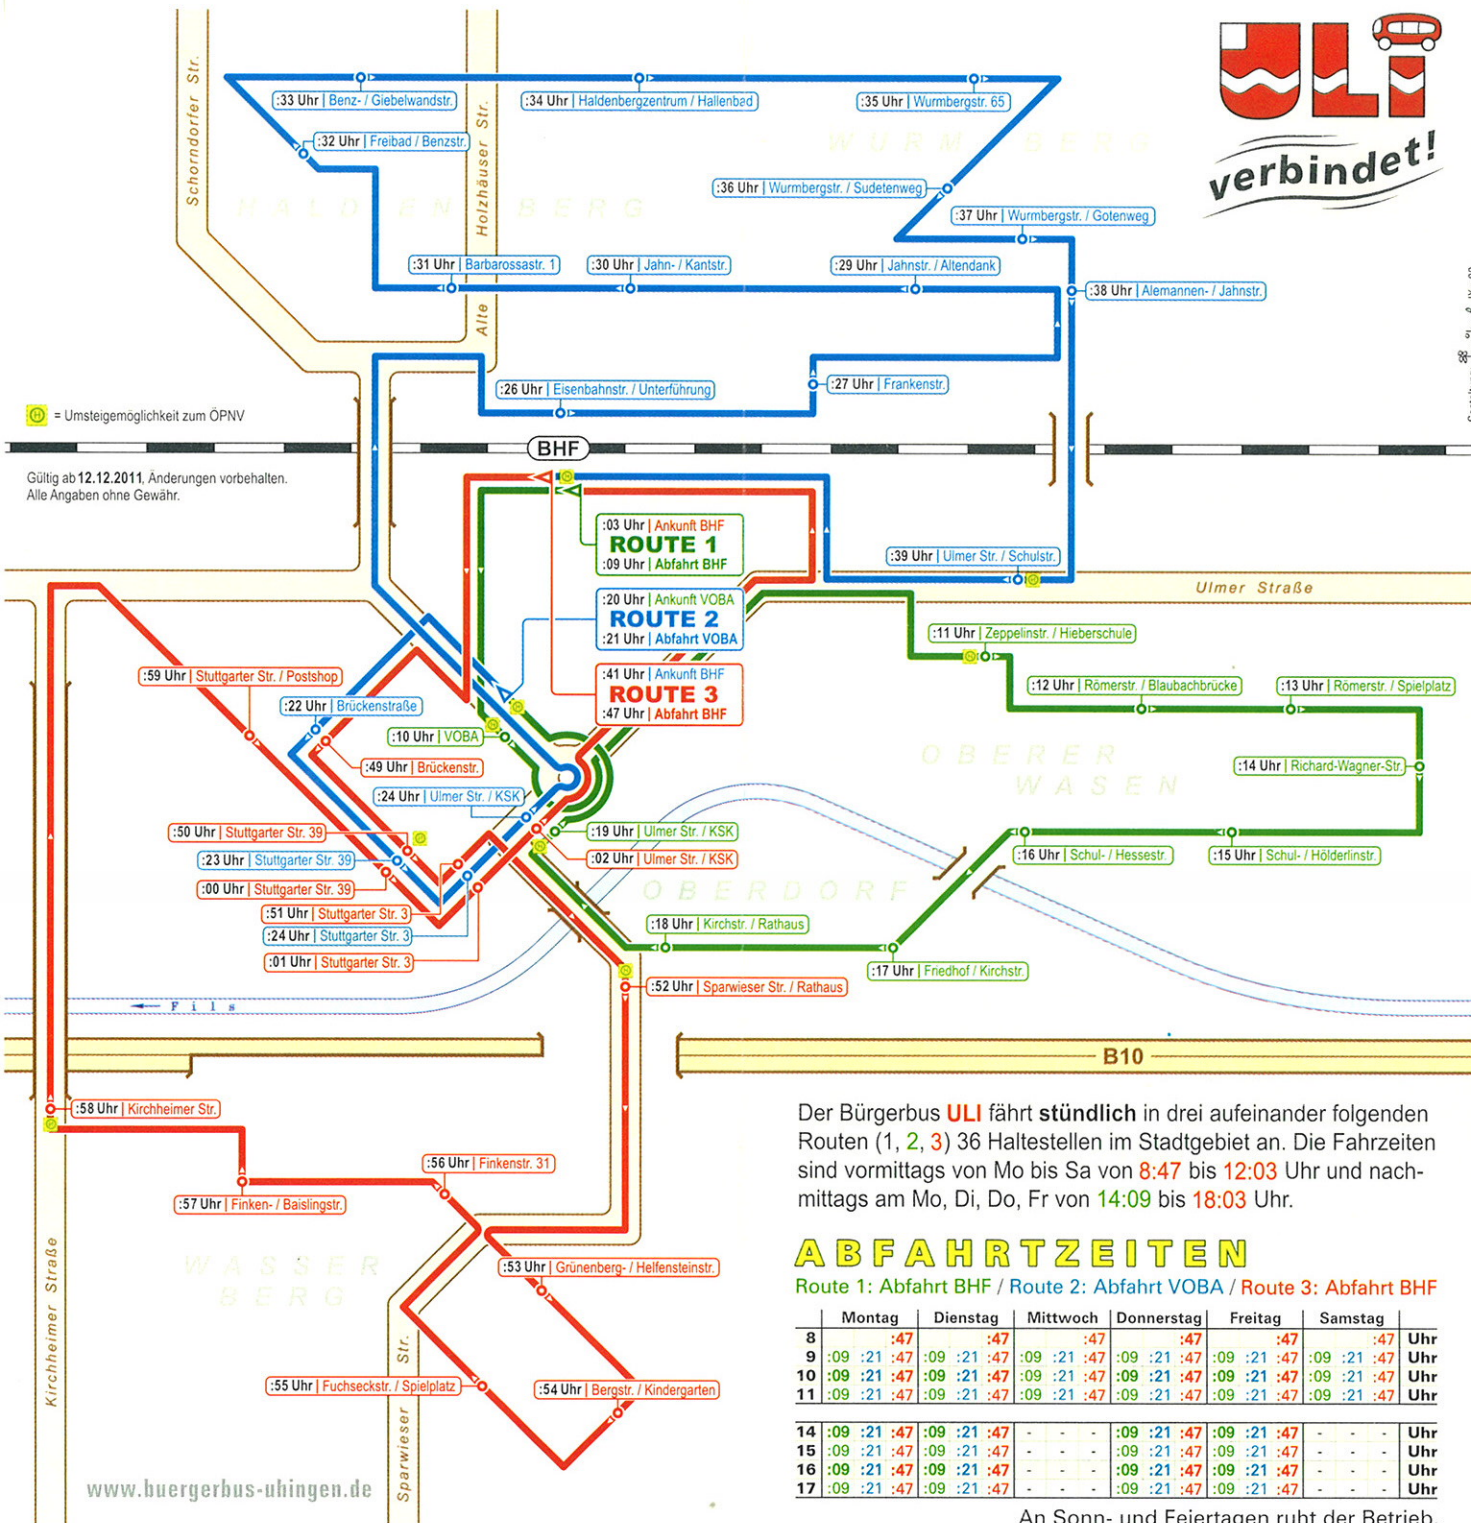 ULi
verbindet!
Schorndorfer Str.
Alte Holzhäuser Str.
WURMBERG
HALDENBERG
:33 Uhr | Benz- / Giebelwandstr.
:34 Uhr | Haldenbergzentrum / Hallenbad
:35 Uhr | Wurmbergstr. 65
:32 Uhr | Freibad / Benzstr.
:36 Uhr | Wurmbergstr. / Sudetenweg
:37 Uhr | Wurmbergstr. / Gotenweg
:31 Uhr | Barbarossastr. 1
:30 Uhr | Jahn- / Kantstr.
:29 Uhr | Jahnstr. / Altendank
:38 Uhr | Alemannen- / Jahnstr.
:26 Uhr | Eisenbahnstr. / Unterführung
:27 Uhr | Frankenstr.
H = Umsteigemöglichkeit zum ÖPNV
BHF
Gültig ab 12.12.2011, Änderungen vorbehalten.
Alle Angaben ohne Gewähr.
:03 Uhr | Ankunft BHF
ROUTE 1
:09 Uhr | Abfahrt BHF
:39 Uhr | Ulmer Str. / Schulstr.
Ulmer Straße
:20 Uhr | Ankunft VOBA
ROUTE 2
:21 Uhr | Abfahrt VOBA
:11 Uhr | Zeppelinstr. / Hieberschule
:41 Uhr | Ankunft BHF
ROUTE 3
:47 Uhr | Abfahrt BHF
:59 Uhr | Stuttgarter Str. / Postshop
:12 Uhr | Römerstr. / Blaubachbrücke
:13 Uhr | Römerstr. / Spielplatz
:22 Uhr | Brückenstraße
:10 Uhr | VOBA
OBERER
WASEN
:49 Uhr | Brückenstr.
:14 Uhr | Richard-Wagner-Str.
:24 Uhr | Ulmer Str. / KSK
:50 Uhr | Stuttgarter Str. 39
:19 Uhr | Ulmer Str. / KSK
:23 Uhr | Stuttgarter Str. 39
:02 Uhr | Ulmer Str. / KSK
:16 Uhr | Schul- / Hessestr.
:15 Uhr | Schul- / Hölderlinstr.
:00 Uhr | Stuttgarter Str. 39
OBERDORF
:51 Uhr | Stuttgarter Str. 3
:18 Uhr | Kirchstr. / Rathaus
:24 Uhr | Stuttgarter Str. 3
:01 Uhr | Stuttgarter Str. 3
:17 Uhr | Friedhof / Kirchstr.
:52 Uhr | Sparwieser Str. / Rathaus
Fils
B10
:58 Uhr | Kirchheimer Str.
:56 Uhr | Finkenstr. 31
:57 Uhr | Finken- / Baislingstr.
:53 Uhr | Grünenberg- / Helfensteinstr.
WASSER
BERG
Kirchheimer Straße
:55 Uhr | Fuchseckstr. / Spielplatz
:54 Uhr | Bergstr. / Kindergarten
Sparwieser Str.
www.buergerbus-uhingen.de
Der Bürgerbus ULI fährt stündlich in drei aufeinander folgenden
Routen (1, 2, 3) 36 Haltestellen im Stadtgebiet an. Die Fahrzeiten
sind vormittags von Mo bis Sa von 8:47 bis 12:03 Uhr und nach-
mittags am Mo, Di, Do, Fr von 14:09 bis 18:03 Uhr.
ABFAHRTZEITEN
Route 1: Abfahrt BHF / Route 2: Abfahrt VOBA / Route 3: Abfahrt BHF
Montag Dienstag Mittwoch Donnerstag Freitag Samstag
8 :47 :47 :47 :47 :47 :47 Uhr
9 :09 :21 :47 :09 :21 :47 :09 :21 :47 :09 :21 :47 :09 :21 :47 :09 :21 :47 Uhr
10 :09 :21 :47 :09 :21 :47 :09 :21 :47 :09 :21 :47 :09 :21 :47 :09 :21 :47 Uhr
11 :09 :21 :47 :09 :21 :47 :09 :21 :47 :09 :21 :47 :09 :21 :47 :09 :21 :47 Uhr
14 :09 :21 :47 :09 :21 :47 - - - :09 :21 :47 :09 :21 :47 - - - Uhr
15 :09 :21 :47 :09 :21 :47 - - - :09 :21 :47 :09 :21 :47 - - - Uhr
16 :09 :21 :47 :09 :21 :47 - - - :09 :21 :47 :09 :21 :47 - - - Uhr
17 :09 :21 :47 :09 :21 :47 - - - :09 :21 :47 :09 :21 :47 - - - Uhr
An Sonn- und Feiertagen ruht der Betrieb.